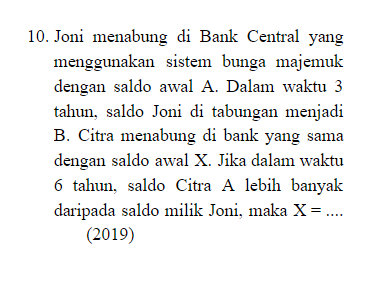 10. Joni menabung di Bank Central yang
menggunakan sistem bunga majemuk
dengan saldo awal A. Dalam waktu 3
tahun, saldo Joni di tabungan menjadi
B. Citra menabung di bank yang sama
dengan saldo awal X. Jika dalam waktu
6 tahun, saldo Citra A lebih banyak
daripada saldo milik Joni, maka X = ....
(2019)